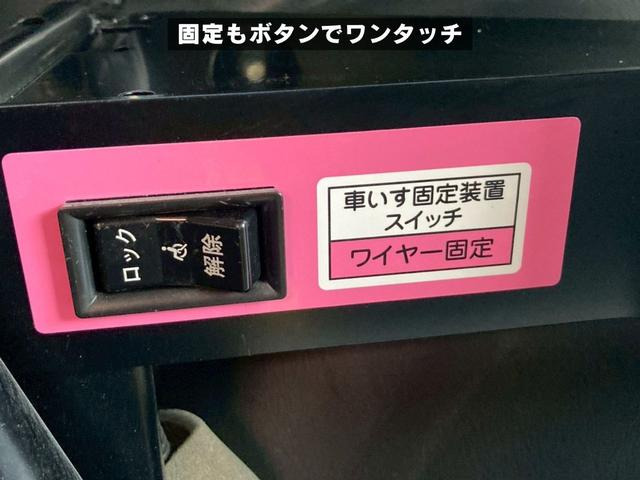 固定もボタンでワンタッチ
ロック
解除
車いす固定装置
スイッチ
ワイヤー固定